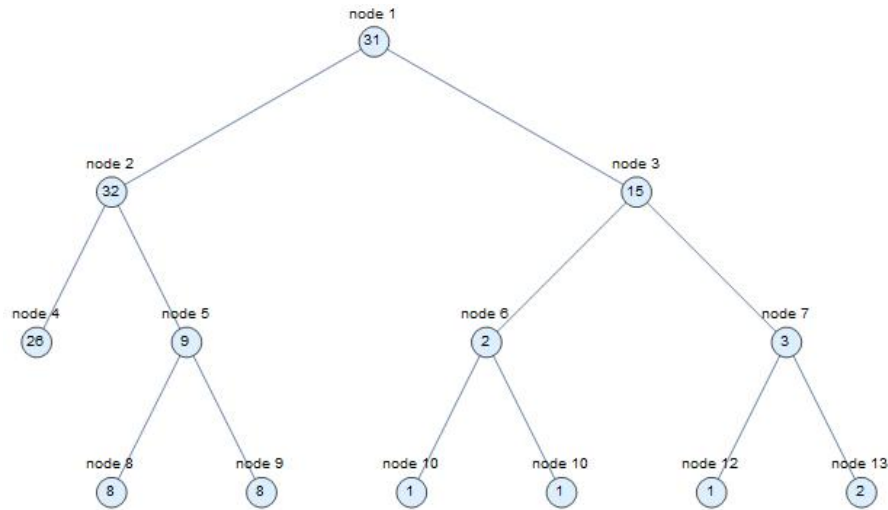 node 1
31
node 2
node 3
32
15
node 4
node 5
node 6
node 7
26
9
2
3
node 8
node 9
node 10
node 10
node 12
node 13
8
8
1
1
1
2